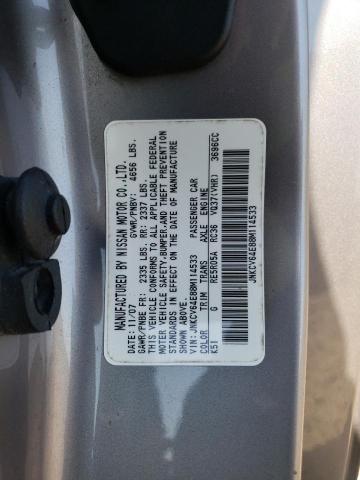 MANUFACTURED BY NISSAN MOTOR CO.,LTD.
DATE: 11/07 GVWR/PNBV: 4656 LBS.
GAWR/PNBE FR: 2335 LBS. RR: 2337 LBS.
THIS VEHICLE CONFORMS TO ALL APPLICABLE FEDERAL
MOTOR VEHICLE SAFETY,BUMPER,AND THEFT PREVENTION
STANDARDS IN EFFECT ON THE DATE OF MANUFACTURE
SHOWN ABOVE.
VIN:JNKCV64E88M114533 PASSENGER CAR
COLOR TRIM TRANS AXLE ENGINE
K51 G RE5R05A RC36 VQ37(VHR) 3696CC
JNKCV64E88M114533